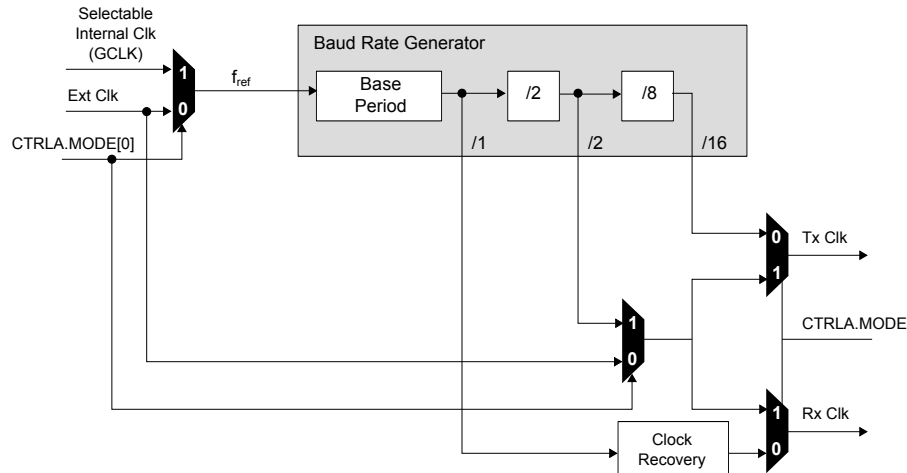 Selectable
Internal Clk
(GCLK)
Ext Clk
CTRLA.MODE[0]
1
0
fref
Baud Rate Generator
Base
Period
/2
/8
/1
/2
/16
0
1
Tx Clk
1
0
CTRLA.MODE
1
0
Rx Clk
Clock
Recovery